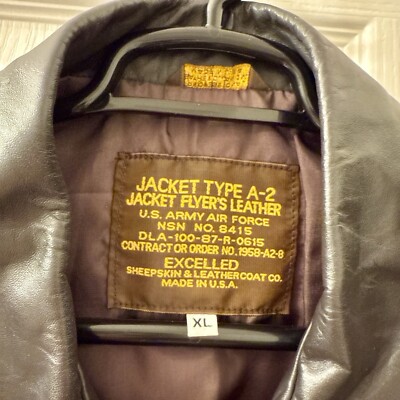 JACKET TYPE A-2
JACKET FLYER'S LEATHER
U.S. ARMY AIR FORCE
NSN NO. 8415
DLA-100-87-R-0615
CONTRACT OR ORDER NO. 1958-A2-8
EXCELLED
SHEEPSKIN & LEATHER COAT CO.
MADE IN U.S.A.
XL